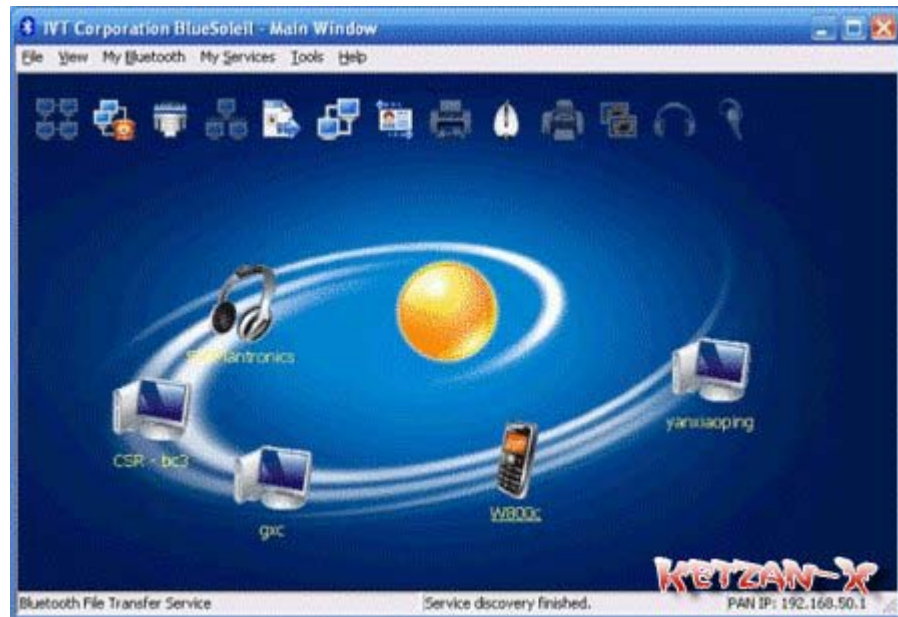 IVT Corporation BlueSoleil - Main Window
File View My Bluetooth My Services Tools Help
Plantronics
CSR - bc3
gxc
W800c
yanxiaoping
KETZAN-X
Bluetooth File Transfer Service
Service discovery finished.
PAN IP: 192.168.50.1